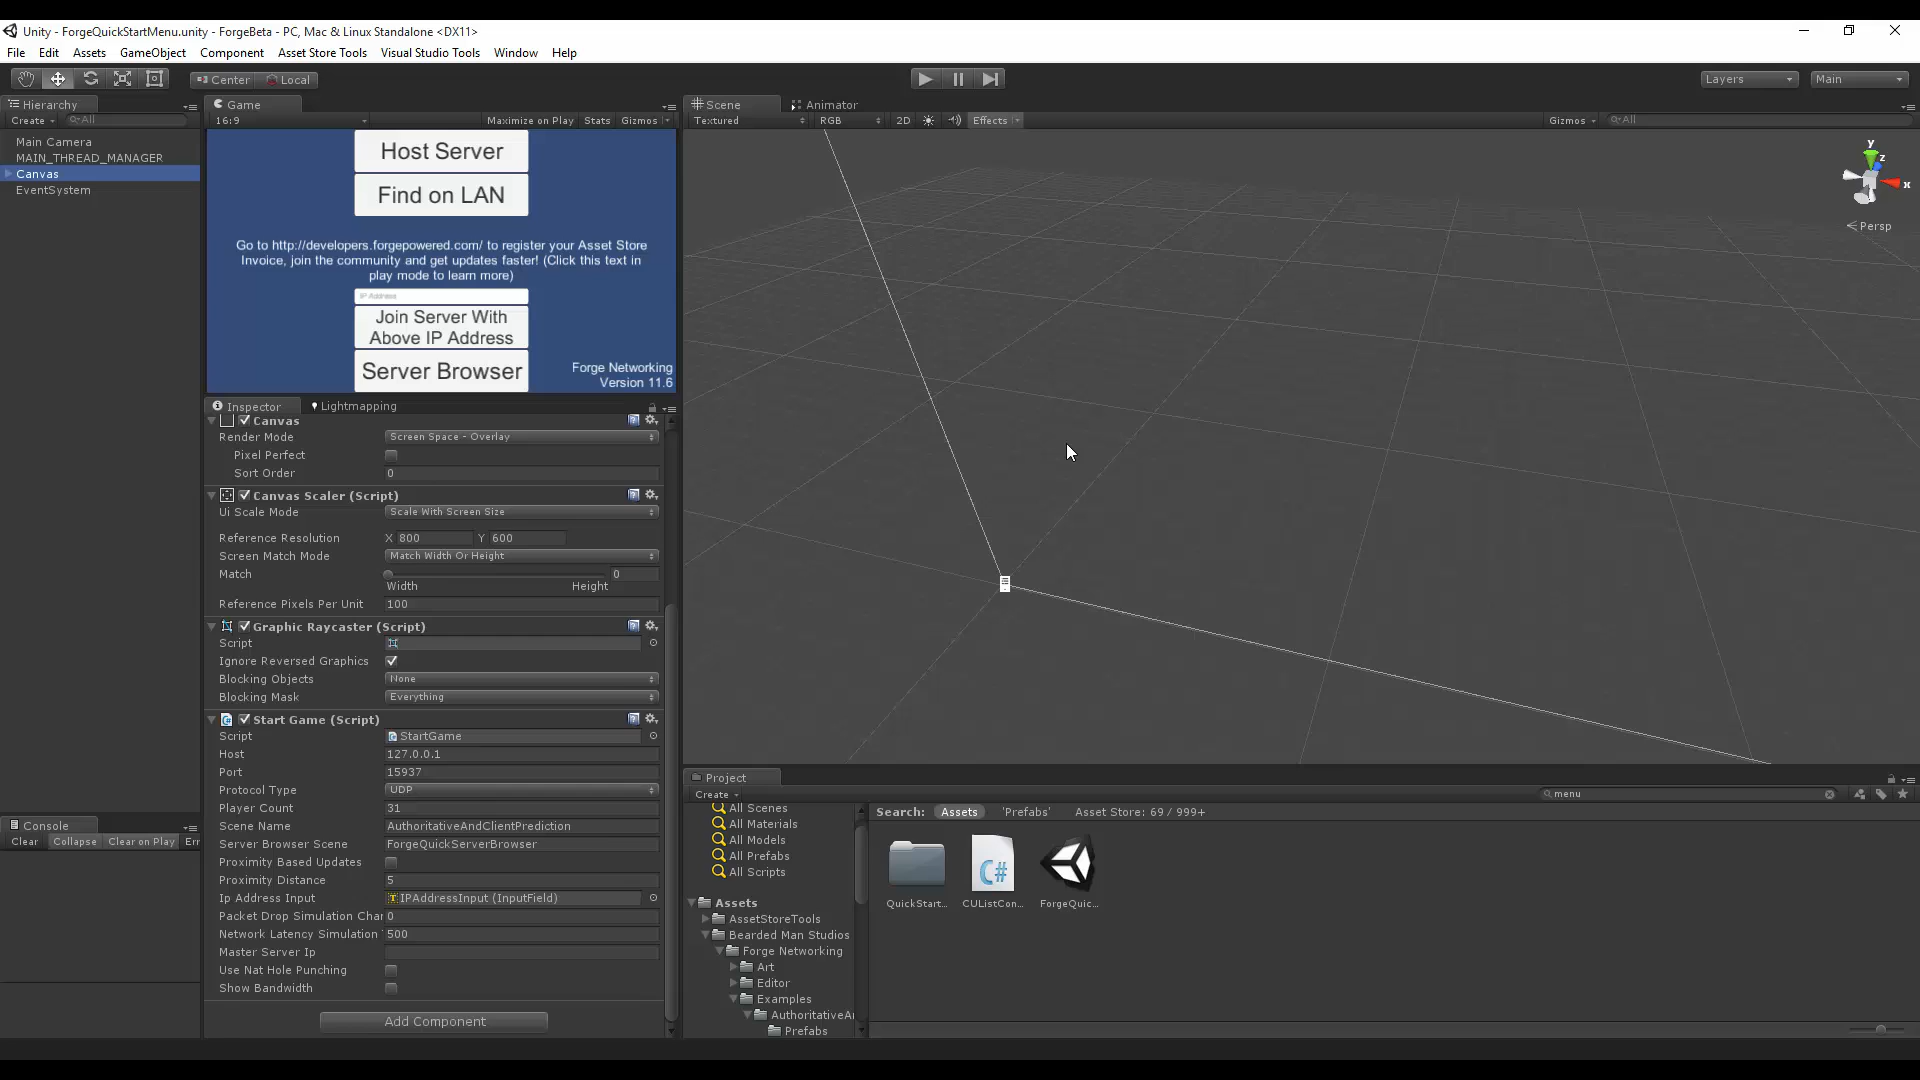 Unity - ForgeQuickStartMenu.unity - ForgeBeta - PC, Mac & Linux Standalone <DX11>
File Edit Assets GameObject Component Asset Store Tools Visual Studio Tools Window Help
Center Local Layers Main
Hierarchy
Create All
Main Camera
MAIN_THREAD_MANAGER
Canvas
EventSystem
Game
16:9 Maximize on Play Stats Gizmos
Host Server
Find on LAN
Go to http://developers.forgepowered.com/ to register your Asset Store
Invoice, join the community and get updates faster! (Click this text in
play mode to learn more)
IP Address
Join Server With
Above IP Address
Server Browser
Forge Networking
Version 11.6
Scene Animator
Textured RGB 2D Effects Gizmos All
y
z
x
Persp
Inspector Lightmapping
Canvas
Render Mode Screen Space - Overlay
Pixel Perfect
Sort Order 0
Canvas Scaler (Script)
Ui Scale Mode Scale With Screen Size
Reference Resolution X 800 Y 600
Screen Match Mode Match Width Or Height
Match 0
Width Height
Reference Pixels Per Unit 100
Graphic Raycaster (Script)
Script
Ignore Reversed Graphics
Blocking Objects None
Blocking Mask Everything
Start Game (Script)
Script StartGame
Host 127.0.0.1
Port 15937
Protocol Type UDP
Player Count 31
Scene Name AuthoritativeAndClientPrediction
Server Browser Scene ForgeQuickServerBrowser
Proximity Based Updates
Proximity Distance 5
Ip Address Input IPAddressInput (InputField)
Packet Drop Simulation Chan 0
Network Latency Simulation 500
Master Server Ip
Use Nat Hole Punching
Show Bandwidth
Add Component
Console
Clear Collapse Clear on Play Err
Project
Create menu
All Scenes
All Materials
All Models
All Prefabs
All Scripts
Assets
AssetStoreTools
Bearded Man Studios
Forge Networking
Art
Editor
Examples
AuthoritativeA
Prefabs
Search: Assets 'Prefabs' Asset Store: 69 / 999+
C#
QuickStart... CUListCon... ForgeQuic...